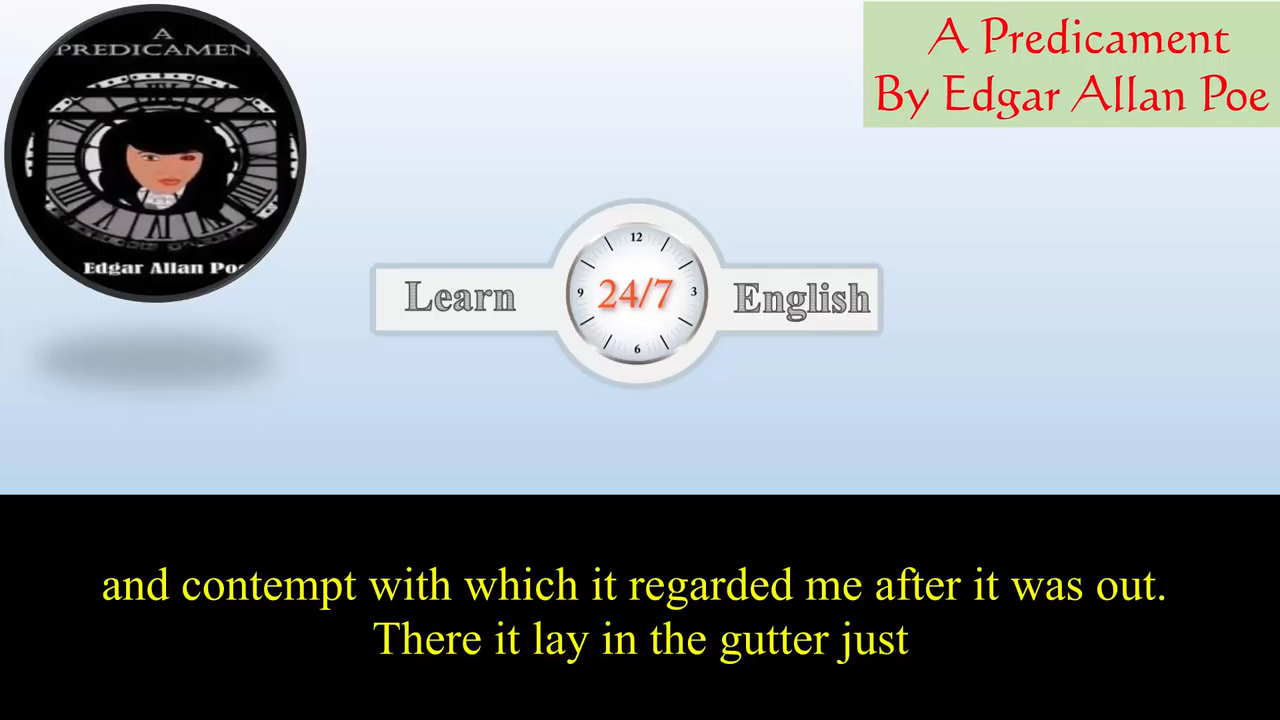 A
PREDICAMEN
Edgar Allan Poe
A Predicament
By Edgar Allan Poe
Learn 24/7 English
12
9 3
6
and contempt with which it regarded me after it was out.
There it lay in the gutter just